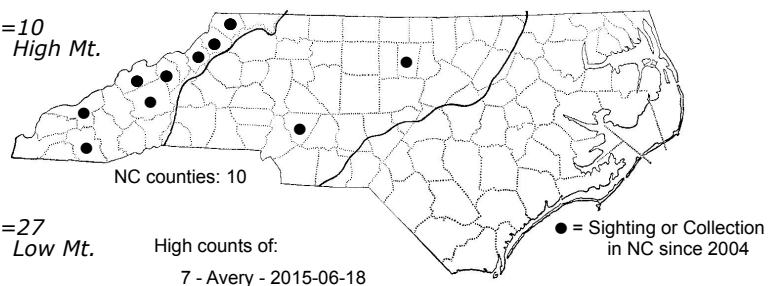 =10
High Mt.
NC counties: 10
=27
Low Mt.
High counts of:
7 - Avery - 2015-06-18
● = Sighting or Collection
in NC since 2004